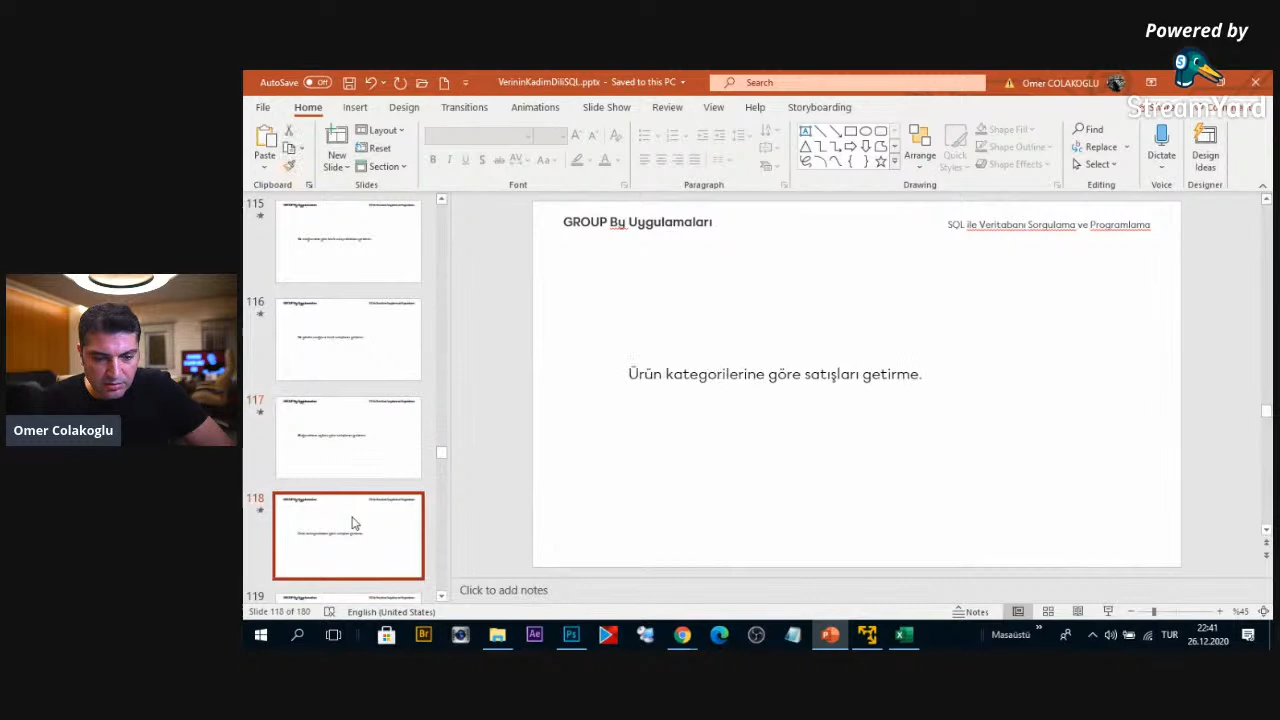 Powered by
StreamYard
AutoSave Off VerininKadimDiliSQL.pptx - Saved to this PC Search Omer COLAKOGLU
File Home Insert Design Transitions Animations Slide Show Review View Help Storyboarding
Paste
New Slide
Layout
Reset
Section
Arrange
Quick Styles
Shape Fill
Shape Outline
Shape Effects
Find
Replace
Select
Dictate
Design Ideas
Clipboard Slides Font Paragraph Drawing Editing Voice Designer
115
116
117
118
119
GROUP By Uygulamaları
SQL ile Veritabanı Sorgulama ve Programlama
Ürün kategorilerine göre satışları getirme.
Omer Colakoglu
Click to add notes
Slide 118 of 180 English (United States) Notes %45
Masaüstü TUR 22:41
26.12.2020